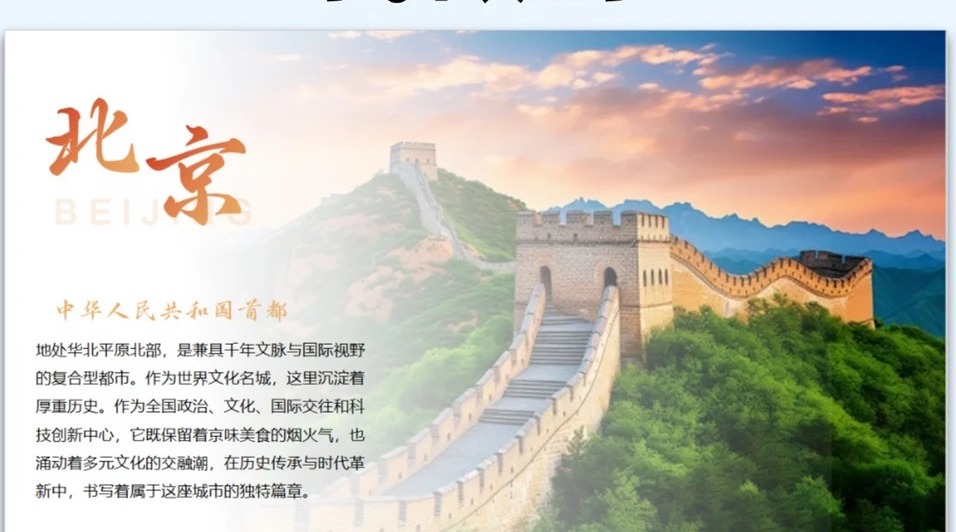 北京
BEIJING
中华人民共和国首都
地处华北平原北部，是兼具千年文脉与国际视野
的复合型都市。作为世界文化名城，这里沉淀着
厚重历史。作为全国政治、文化、国际交往和科
技创新中心，它既保留着京味美食的烟火气，也
涌动着多元文化的交融潮，在历史传承与时代革
新中，书写着属于这座城市的独特篇章。